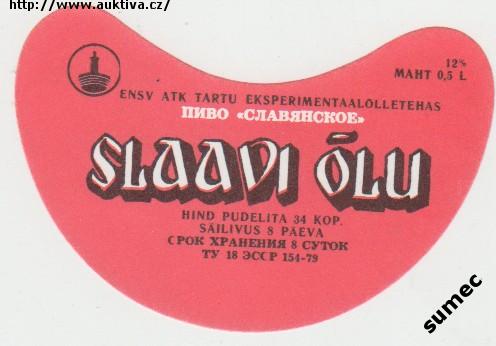 http://www.auktiva.cz/
12%
MAHT 0,5 L
ENSV ATK TARTU EKSPERIMENTAALÕLLETEHAS
ПИВО «СЛАВЯНСКОЕ»
SLAAVI ÕLU
HIND PUDELITA 34 KOP.
SÄILIVUS 8 PÄEVA
СРОК ХРАНЕНИЯ 8 СУТОК
ТУ 18 ЭССР 154-79
sumec